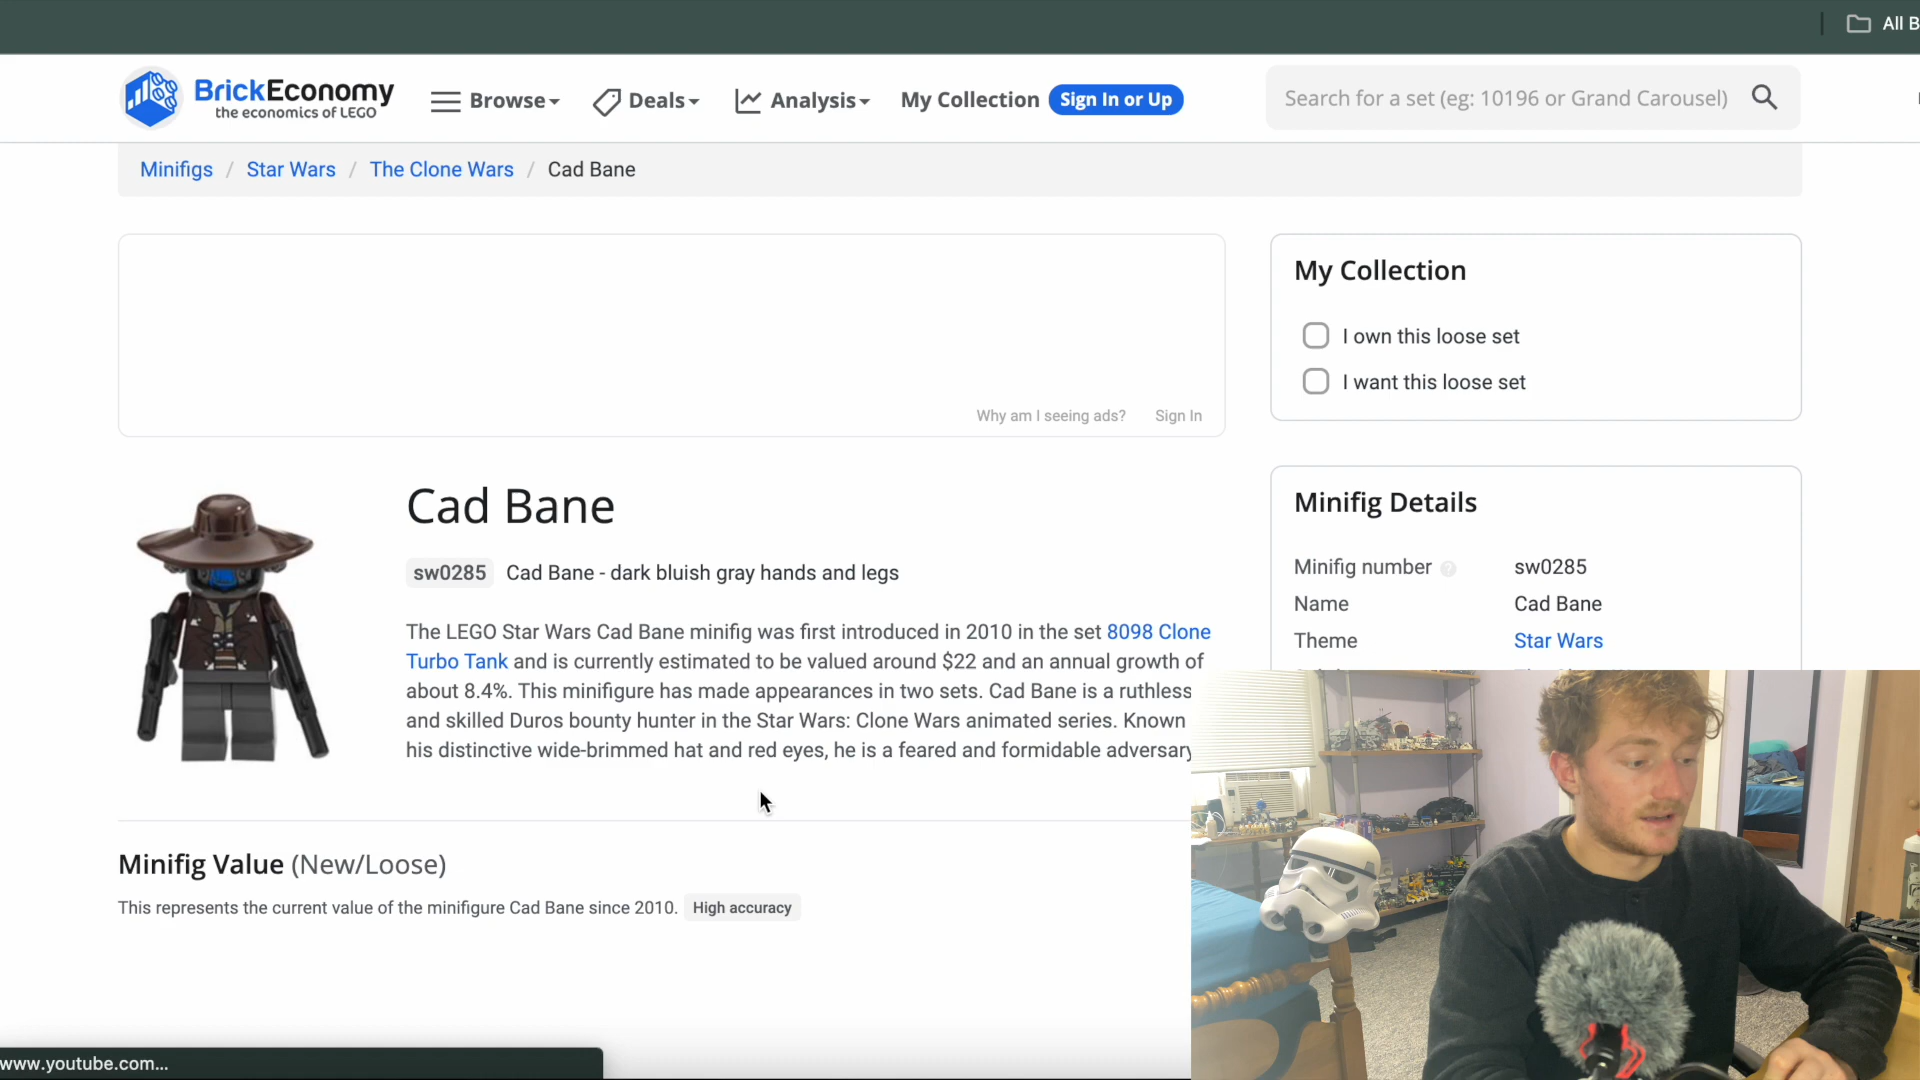 All B
BrickEconomy
the economics of LEGO
Browse
Deals
Analysis
My Collection
Sign In or Up
Search for a set (eg: 10196 or Grand Carousel)
Minifigs / Star Wars / The Clone Wars / Cad Bane
Why am I seeing ads?
Sign In
My Collection
I own this loose set
I want this loose set
Cad Bane
sw0285 Cad Bane - dark bluish gray hands and legs
The LEGO Star Wars Cad Bane minifig was first introduced in 2010 in the set 8098 Clone
Turbo Tank and is currently estimated to be valued around $22 and an annual growth of
about 8.4%. This minifigure has made appearances in two sets. Cad Bane is a ruthless
and skilled Duros bounty hunter in the Star Wars: Clone Wars animated series. Known
his distinctive wide-brimmed hat and red eyes, he is a feared and formidable adversary
Minifig Details
Minifig number ? sw0285
Name Cad Bane
Theme Star Wars
Minifig Value (New/Loose)
This represents the current value of the minifigure Cad Bane since 2010. High accuracy
www.youtube.com...